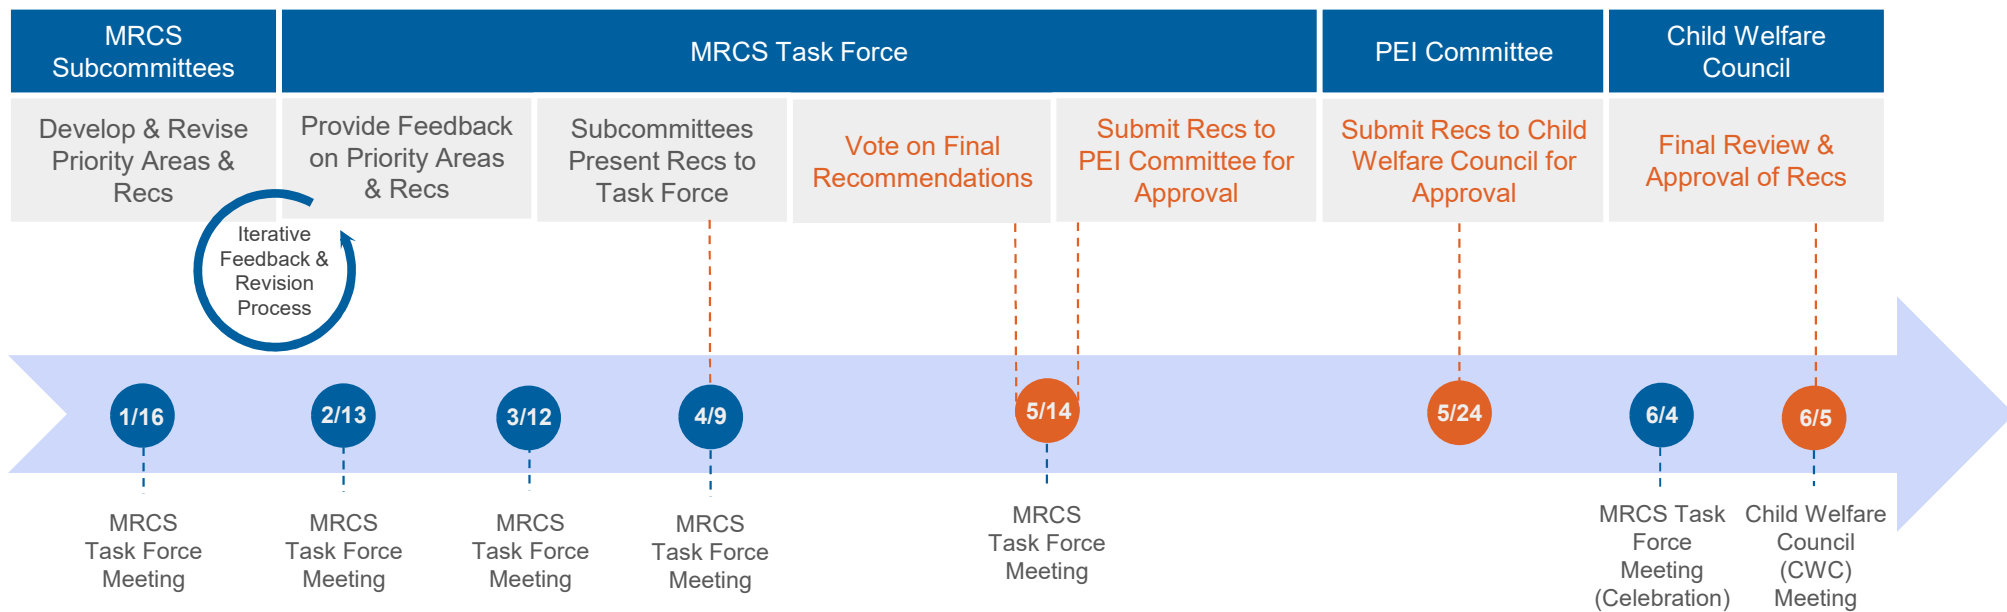 MRCS
Subcommittees
MRCS Task Force
PEI Committee
Child Welfare
Council
Develop & Revise
Priority Areas &
Recs
Provide Feedback
on Priority Areas
& Recs
Subcommittees
Present Recs to
Task Force
Vote on Final
Recommendations
Submit Recs to
PEI Committee for
Approval
Submit Recs to Child
Welfare Council for
Approval
Final Review &
Approval of Recs
Iterative
Feedback &
Revision
Process
1/16
2/13
3/12
4/9
5/14
5/24
6/4
6/5
MRCS
Task Force
Meeting
MRCS
Task Force
Meeting
MRCS
Task Force
Meeting
MRCS
Task Force
Meeting
MRCS
Task Force
Meeting
MRCS Task
Force
Meeting
(Celebration)
Child Welfare
Council
(CWC)
Meeting